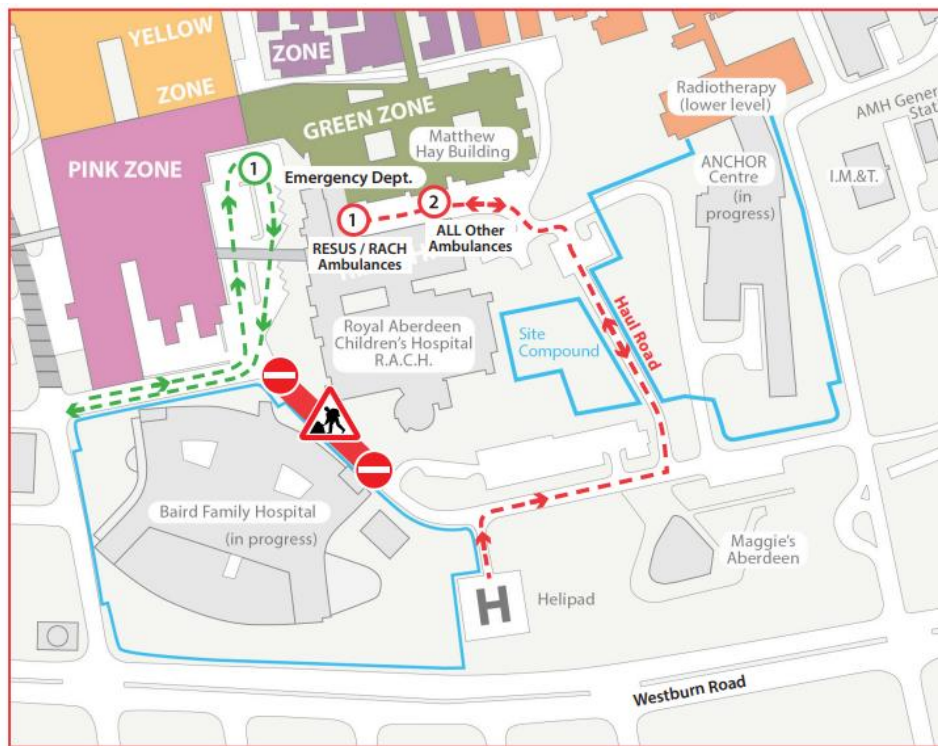 YELLOW
ZONE
ZONE
GREEN ZONE
PINK ZONE
Matthew
Hay Building
Radiotherapy
(lower level)
AMH Gener
Stat
I.M.&T.
ANCHOR
Centre
(in
progress)
1
Emergency Dept.
1
2
RESUS / RACH
Ambulances
ALL Other
Ambulances
Haul Road
Site
Compound
Royal Aberdeen
Children's Hospital
R.A.C.H.
Baird Family Hospital
(in progress)
Maggie's
Aberdeen
H
Helipad
Westburn Road